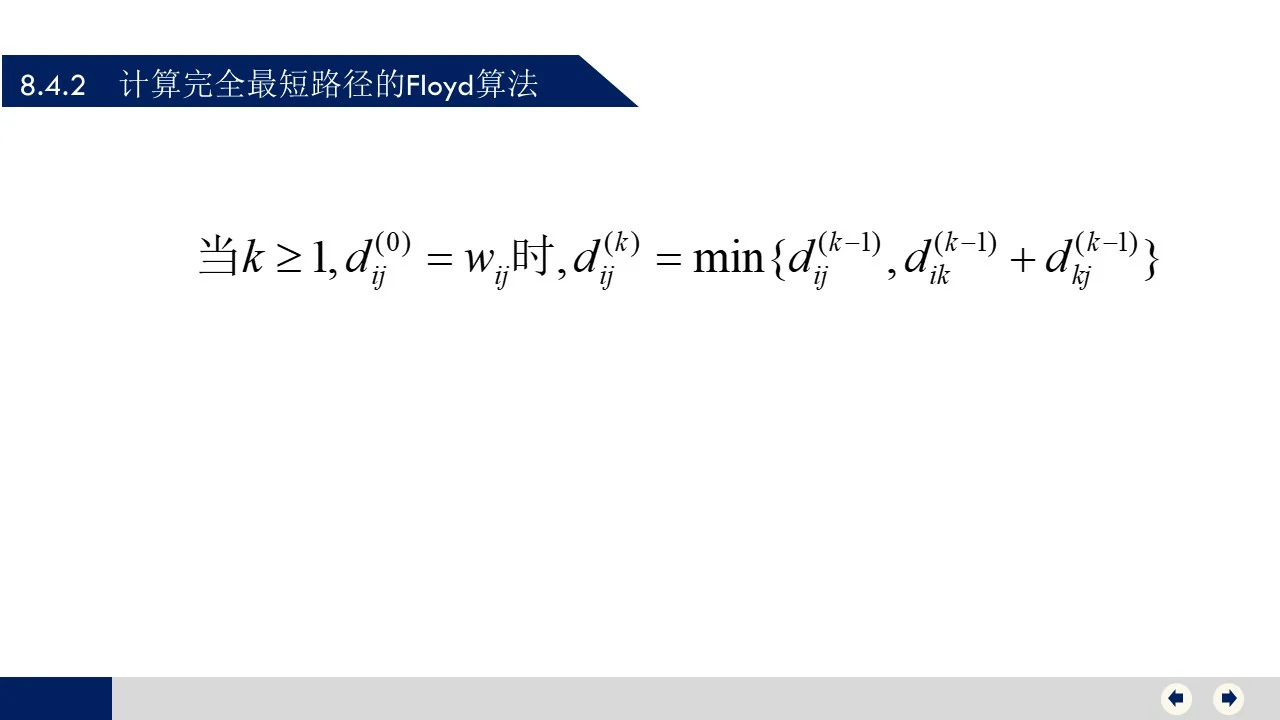 8.4.2 计算完全最短路径的Floyd算法
当k ≥ 1, d_{ij}^{(0)} = w_{ij}时, d_{ij}^{(k)} = min{d_{ij}^{(k−1)}, d_{ik}^{(k−1)} + d_{kj}^{(k−1)}}